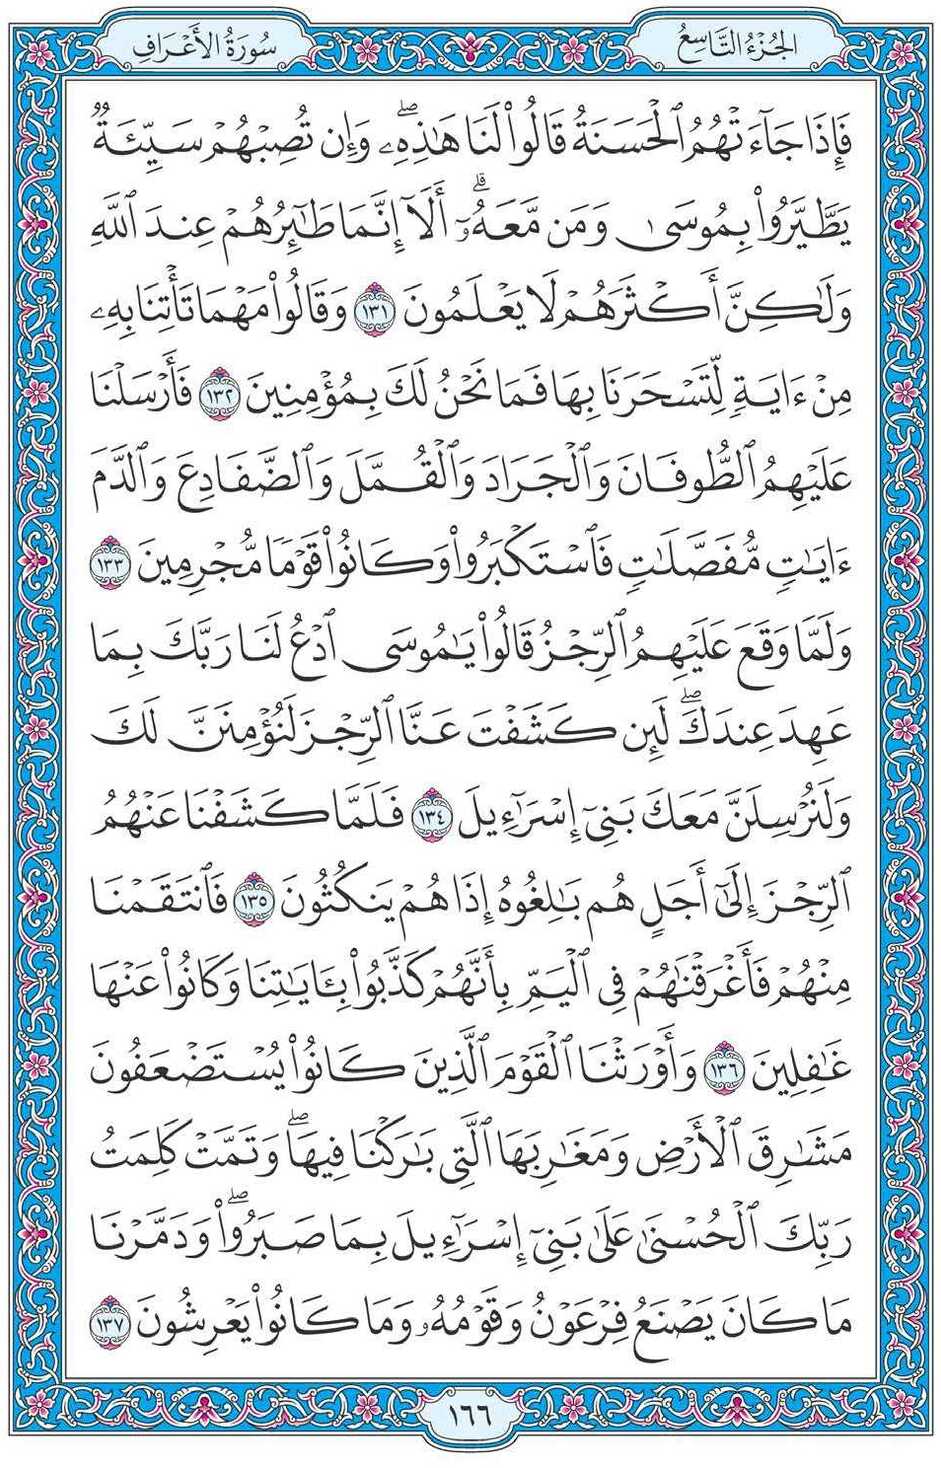 الجُزْءُ التَّاسِعُ
سُورَةُ الأَعْرَافِ
فَإِذَا جَآءَتْهُمُ ٱلْحَسَنَةُ قَالُوا۟ لَنَا هَـٰذِهِۦ ۖ وَإِن تُصِبْهُمْ سَيِّئَةٌ
يَطَّيَّرُوا۟ بِمُوسَىٰ وَمَن مَّعَهُۥٓ ۗ أَلَآ إِنَّمَا طَـٰٓئِرُهُمْ عِندَ ٱللَّهِ
وَلَـٰكِنَّ أَكْثَرَهُمْ لَا يَعْلَمُونَ ١٣١ وَقَالُوا۟ مَهْمَا تَأْتِنَا بِهِۦ
مِنْ ءَايَةٍ لِّتَسْحَرَنَا بِهَا فَمَا نَحْنُ لَكَ بِمُؤْمِنِينَ ١٣٢ فَأَرْسَلْنَا
عَلَيْهِمُ ٱلطُّوفَانَ وَٱلْجَرَادَ وَٱلْقُمَّلَ وَٱلضَّفَادِعَ وَٱلدَّمَ
ءَايَـٰتٍ مُّفَصَّلَـٰتٍ فَٱسْتَكْبَرُوا۟ وَكَانُوا۟ قَوْمًا مُّجْرِمِينَ ١٣٣
وَلَمَّا وَقَعَ عَلَيْهِمُ ٱلرِّجْزُ قَالُوا۟ يَـٰمُوسَى ٱدْعُ لَنَا رَبَّكَ بِمَا
عَهِدَ عِندَكَ ۖ لَئِن كَشَفْتَ عَنَّا ٱلرِّجْزَ لَنُؤْمِنَنَّ لَكَ
وَلَنُرْسِلَنَّ مَعَكَ بَنِىٓ إِسْرَٰٓءِيلَ ١٣٤ فَلَمَّا كَشَفْنَا عَنْهُمُ
ٱلرِّجْزَ إِلَىٰٓ أَجَلٍ هُم بَـٰلِغُوهُ إِذَا هُمْ يَنكُثُونَ ١٣٥ فَٱنتَقَمْنَا
مِنْهُمْ فَأَغْرَقْنَـٰهُمْ فِى ٱلْيَمِّ بِأَنَّهُمْ كَذَّبُوا۟ بِـَٔايَـٰتِنَا وَكَانُوا۟ عَنْهَا
غَـٰفِلِينَ ١٣٦ وَأَوْرَثْنَا ٱلْقَوْمَ ٱلَّذِينَ كَانُوا۟ يُسْتَضْعَفُونَ
مَشَـٰرِقَ ٱلْأَرْضِ وَمَغَـٰرِبَهَا ٱلَّتِى بَـٰرَكْنَا فِيهَا ۖ وَتَمَّتْ كَلِمَتُ
رَبِّكَ ٱلْحُسْنَىٰ عَلَىٰ بَنِىٓ إِسْرَٰٓءِيلَ بِمَا صَبَرُوا۟ ۖ وَدَمَّرْنَا
مَا كَانَ يَصْنَعُ فِرْعَوْنُ وَقَوْمُهُۥ وَمَا كَانُوا۟ يَعْرِشُونَ ١٣٧
١٦٦